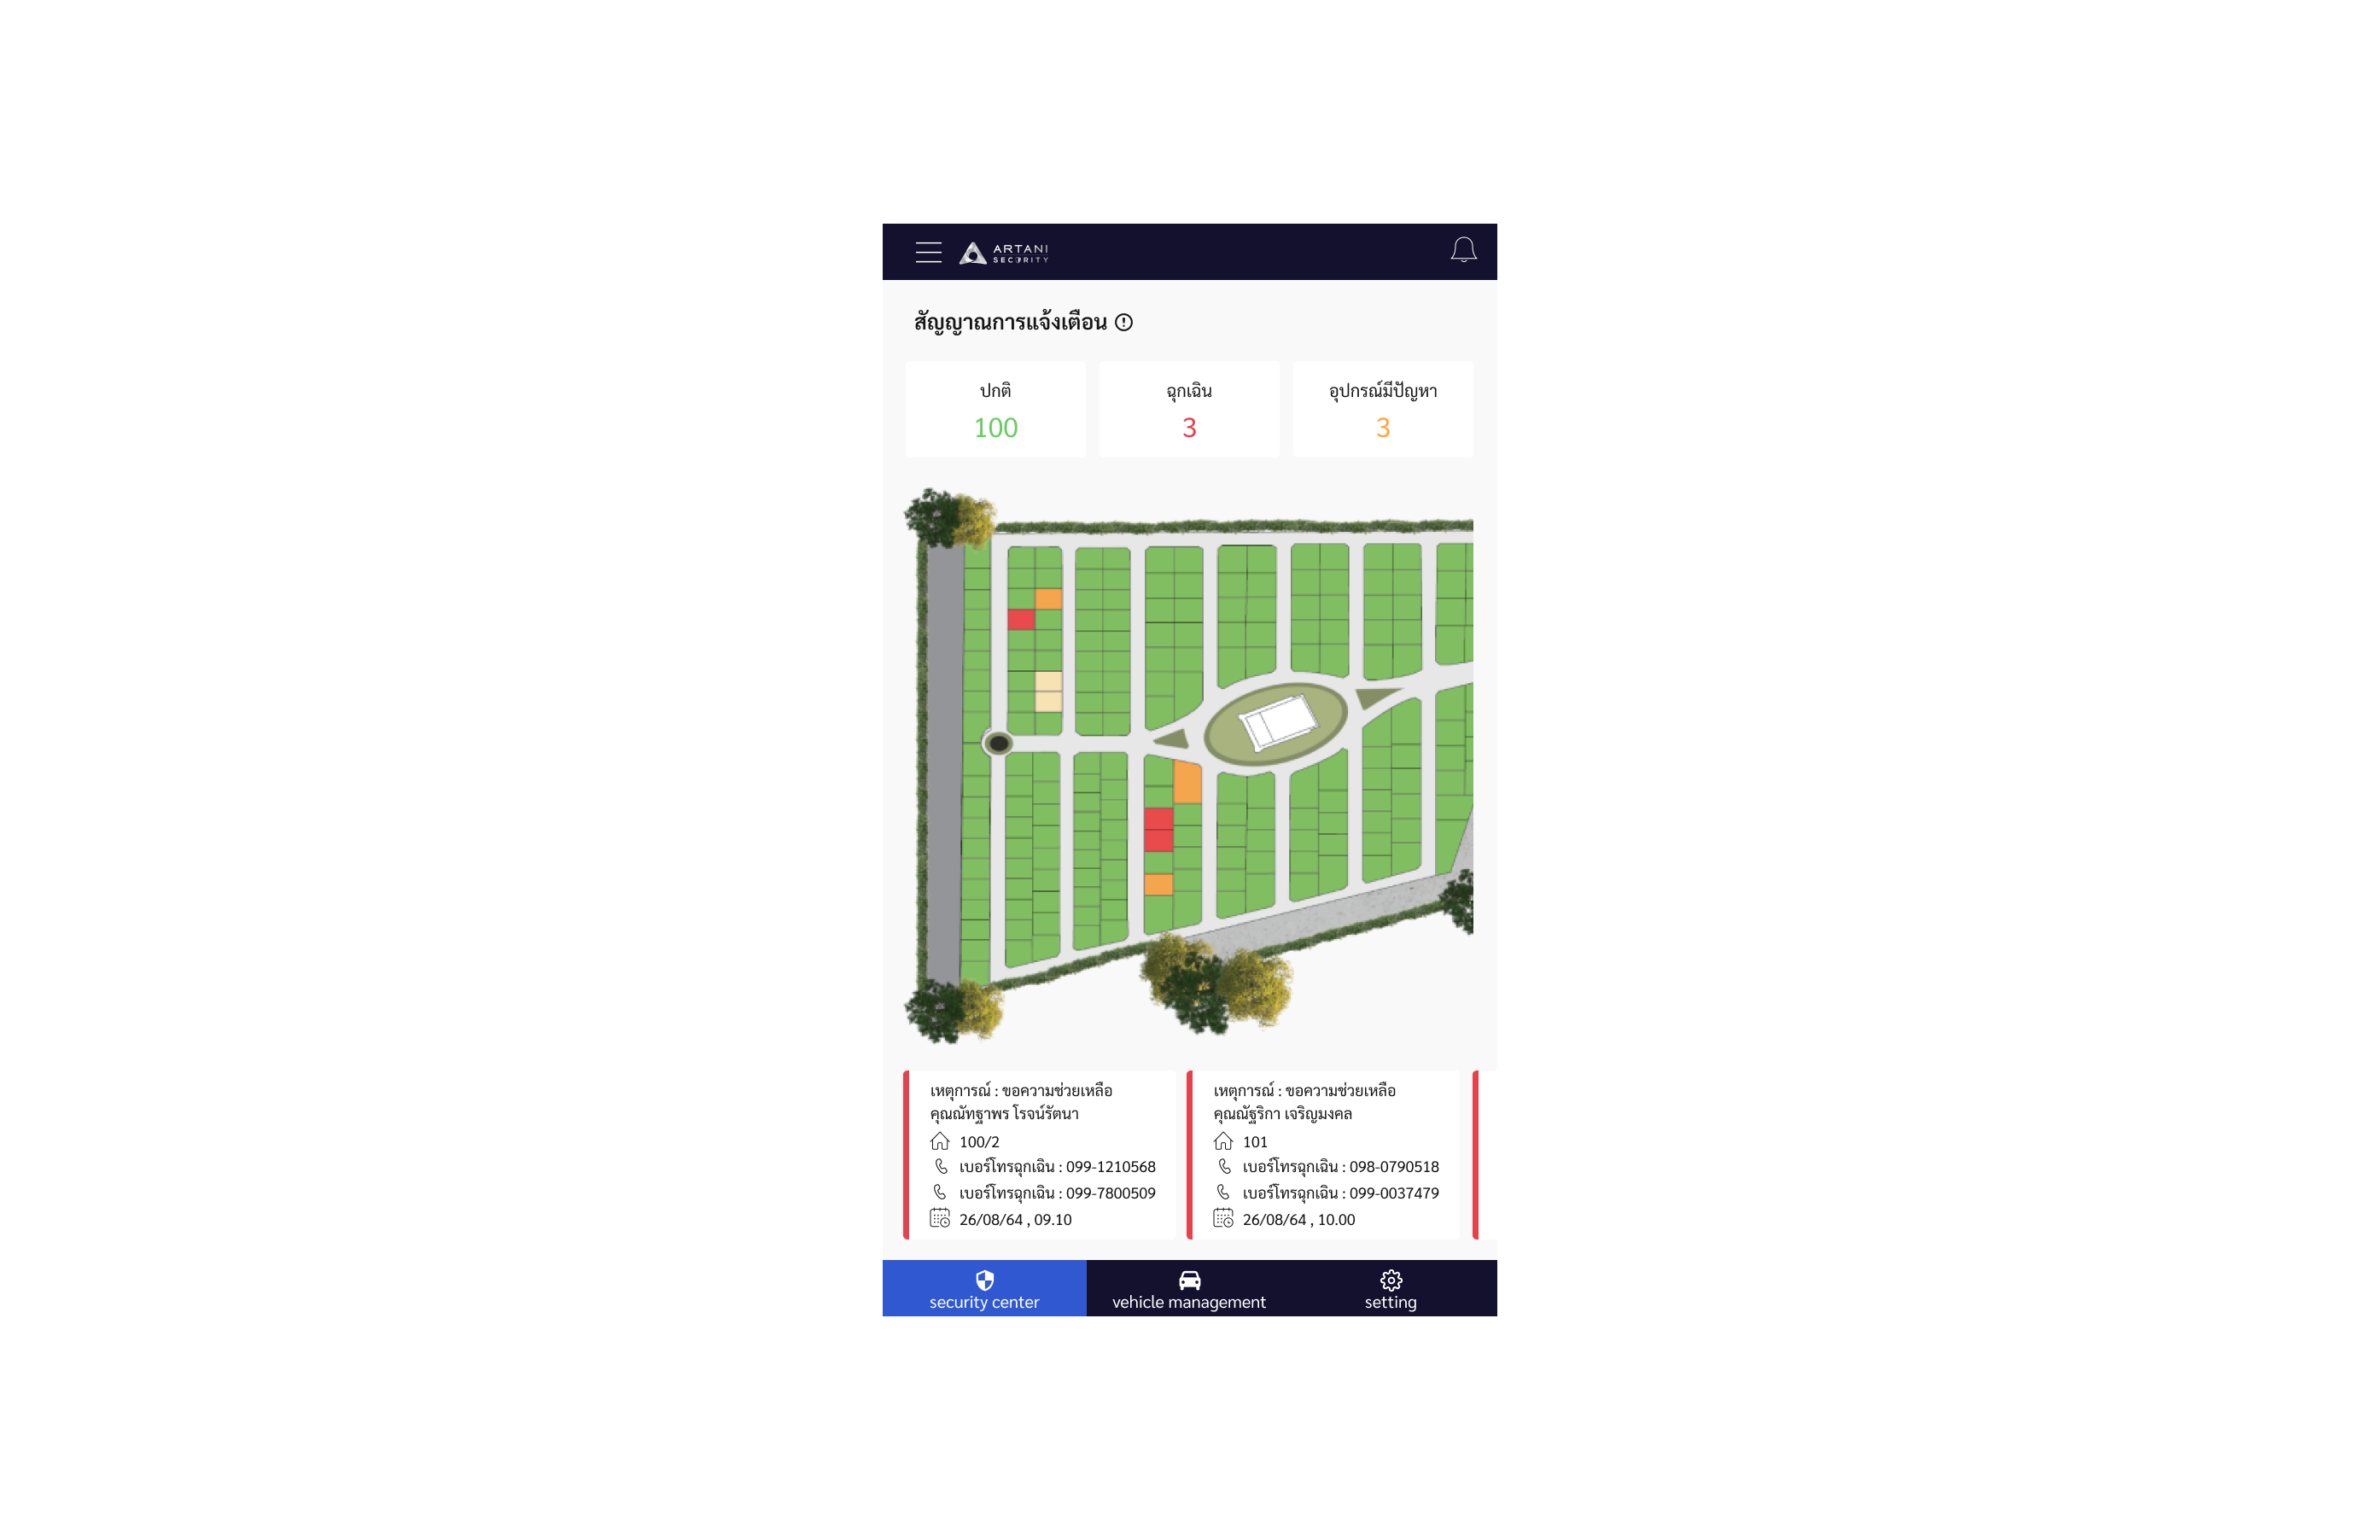 ARTANI
SECURITY
สัญญาณการแจ้งเตือน
ปกติ
100
ฉุกเฉิน
3
อุปกรณ์มีปัญหา
3
เหตุการณ์ : ขอความช่วยเหลือ
คุณณัทฐาพร โรจน์รัตนา
100/2
เบอร์โทรฉุกเฉิน : 099-1210568
เบอร์โทรฉุกเฉิน : 099-7800509
26/08/64 , 09.10
เหตุการณ์ : ขอความช่วยเหลือ
คุณณัฐริกา เจริญมงคล
101
เบอร์โทรฉุกเฉิน : 098-0790518
เบอร์โทรฉุกเฉิน : 099-0037479
26/08/64 , 10.00
security center
vehicle management
setting